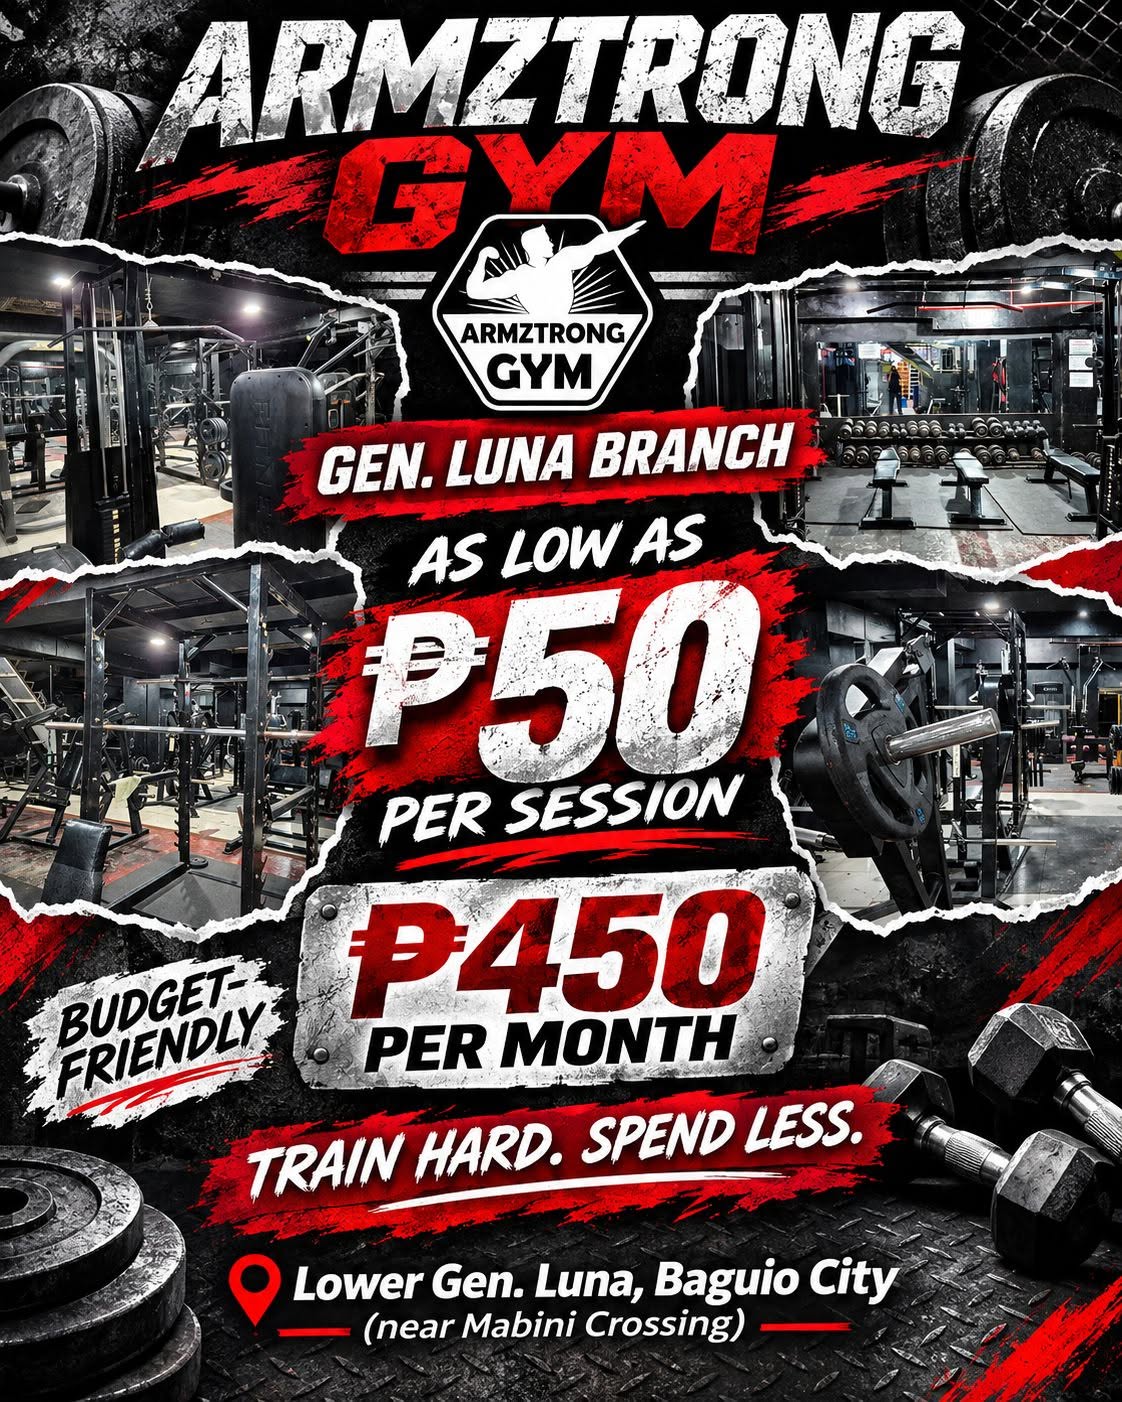 ARMZTRONG
GYM
ARMZTRONG
GYM
GEN. LUNA BRANCH
AS LOW AS
₱50
PER SESSION
₱450
PER MONTH
BUDGET-
FRIENDLY
TRAIN HARD. SPEND LESS.
Lower Gen. Luna, Baguio City
(near Mabini Crossing)